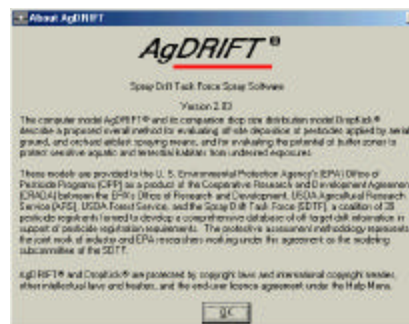 About AgDRIFT
AgDRIFT®
Spray Drift Task Force Spray Software
Version 2.03
The computer model AgDRIFT® and its companion drop size distribution model DropKick®
describe a proposed overall method for evaluating off-site deposition of pesticides applied by aerial,
ground, and orchard airblast spraying means, and for evaluating the potential of buffer zones to
protect sensitive aquatic and terrestrial habitats from undesired exposures.
These models are provided to the U. S. Environmental Protection Agency's (EPA) Office of
Pesticide Programs (OPP) as a product of the Cooperative Research and Development Agreement
(CRADA) between the EPA's Office of Research and Development, USDA Agricultural Research
Service (ARS), USDA Forest Service, and the Spray Drift Task Force (SDTF), a coalition of
pesticide registrants formed to develop a comprehensive database of off-target drift information in
support of pesticide registration requirements. The protective assessment methodology represents
the joint work of industry and EPA researchers working under this agreement as the modeling
subcommittee of the SDTF.
AgDRIFT® and DropKick® are protected by copyright laws and international copyright treaties,
other intellectual laws and treaties, and the end-user licence agreement under the Help Menu.
OK